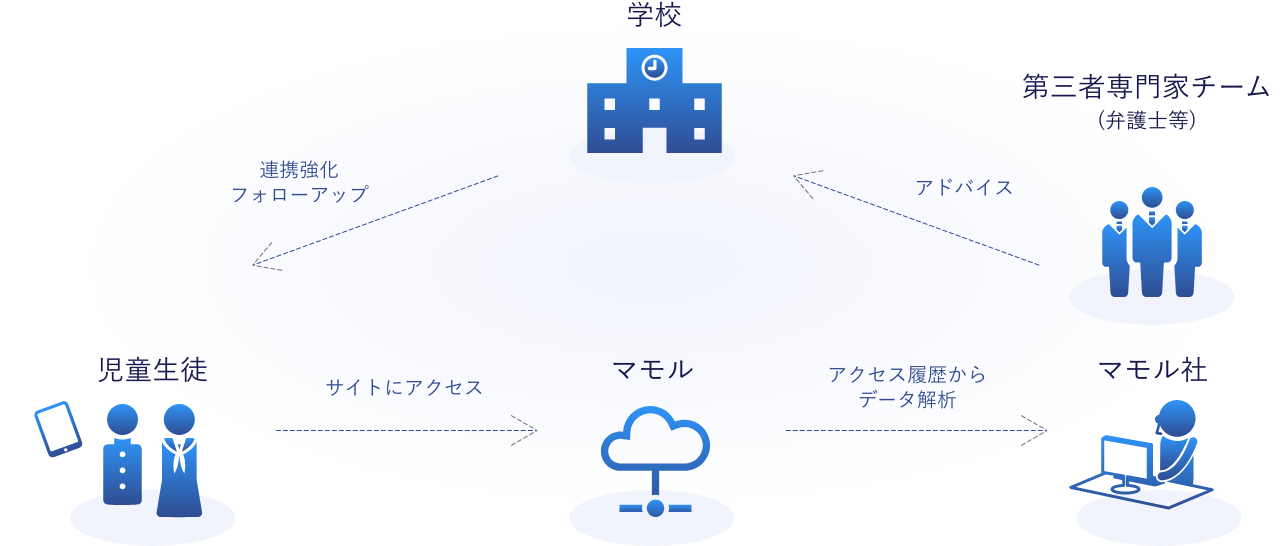 学校
第三者専門家チーム
（弁護士等）
連携強化
フォローアップ
アドバイス
児童生徒
サイトにアクセス
マモル
アクセス履歴から
データ解析
マモル社